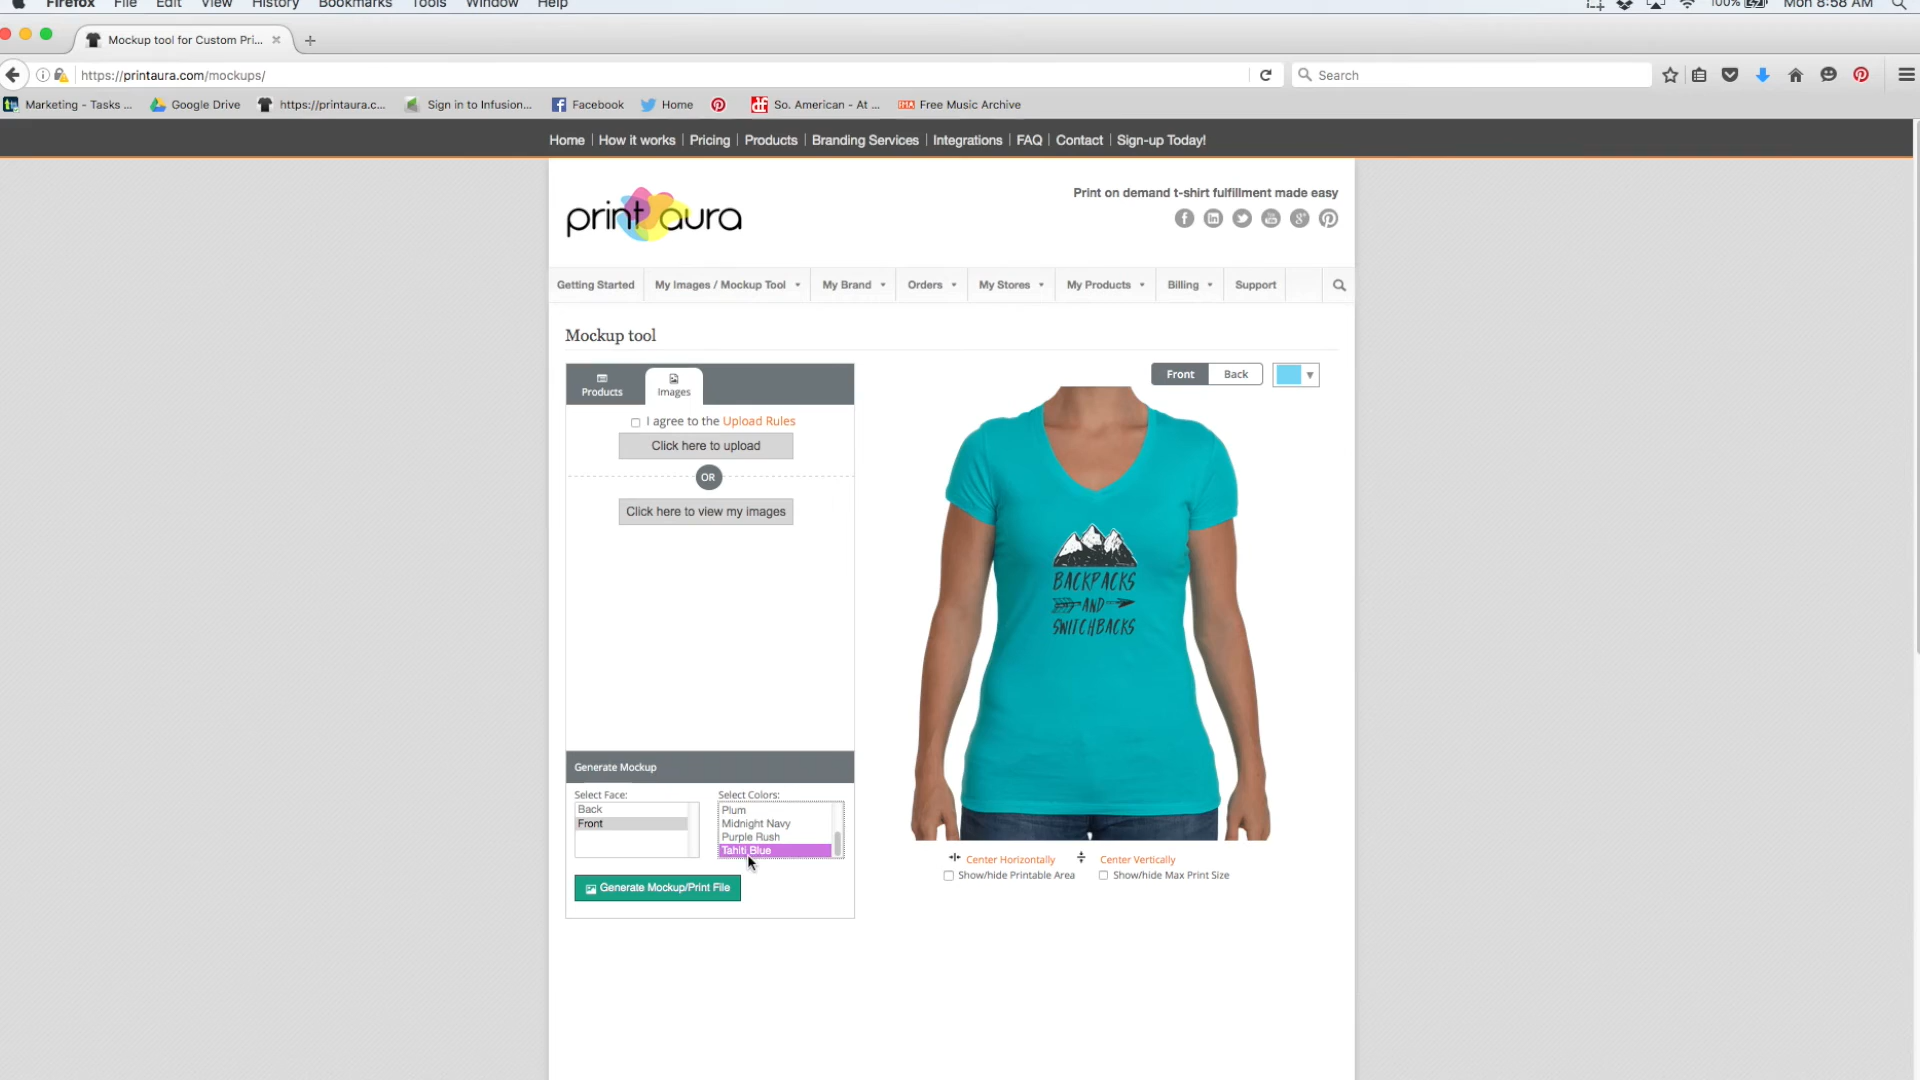 Firefox File Edit View History Bookmarks Tools Window Help 100% Mon 8:58 AM
Mockup tool for Custom Pri...
https://printaura.com/mockups/ Search
Marketing - Tasks ... Google Drive https://printaura.c... Sign in to Infusion... Facebook Home So. American - At ... Free Music Archive
Home How it works Pricing Products Branding Services Integrations FAQ Contact Sign-up Today!
print aura
Print on demand t-shirt fulfillment made easy
Getting Started My Images / Mockup Tool My Brand Orders My Stores My Products Billing Support
Mockup tool
Products Images
Front Back
I agree to the Upload Rules
Click here to upload
OR
Click here to view my images
BACKPACKS
AND
SWITCHBACKS
Generate Mockup
Select Face: Select Colors:
Back
Front
Plum
Midnight Navy
Purple Rush
Tahiti Blue
Generate Mockup/Print File
Center Horizontally Center Vertically
Show/hide Printable Area Show/hide Max Print Size